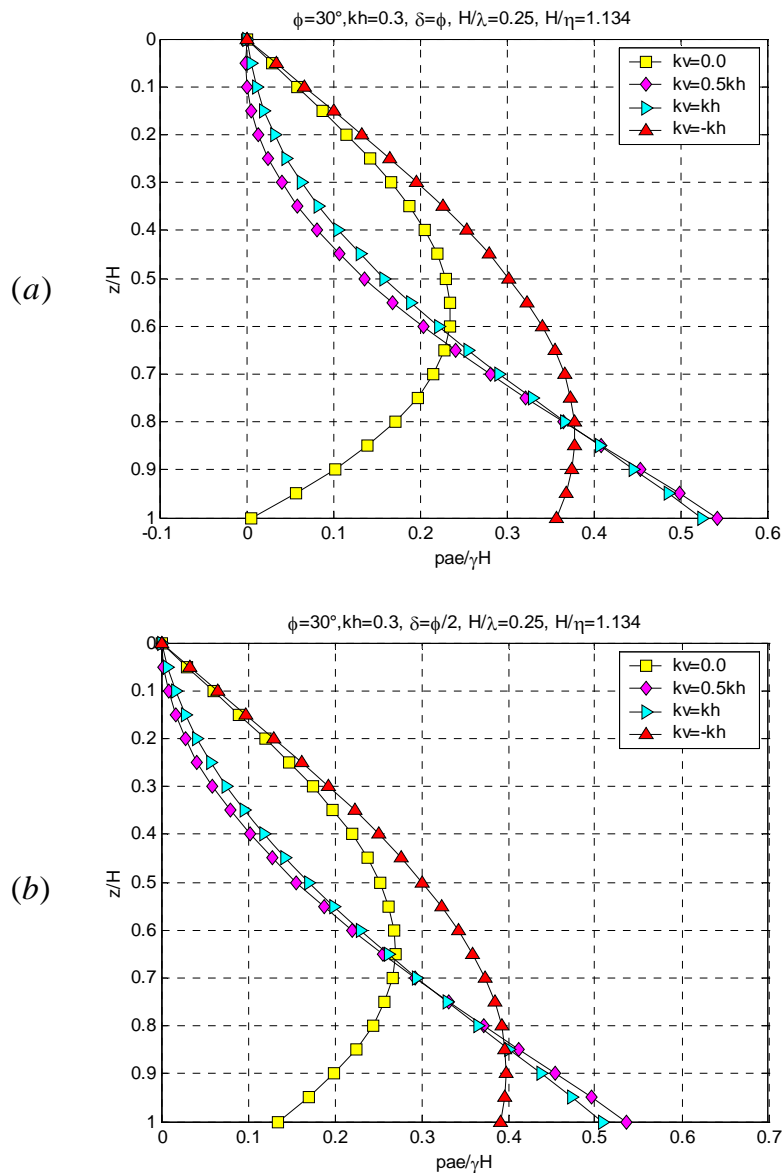 ϕ=30°,kh=0.3, δ=ϕ, H/λ=0.25, H/η=1.134
kv=0.0
kv=0.5kh
kv=kh
kv=-kh
0
0.1
0.2
0.3
0.4
0.5
0.6
0.7
0.8
0.9
1
z/H
(a)
-0.1 0 0.1 0.2 0.3 0.4 0.5 0.6
pae/γH
ϕ=30°,kh=0.3, δ=ϕ/2, H/λ=0.25, H/η=1.134
kv=0.0
kv=0.5kh
kv=kh
kv=-kh
0
0.1
0.2
0.3
0.4
0.5
0.6
0.7
0.8
0.9
1
z/H
(b)
0 0.1 0.2 0.3 0.4 0.5 0.6 0.7
pae/γH